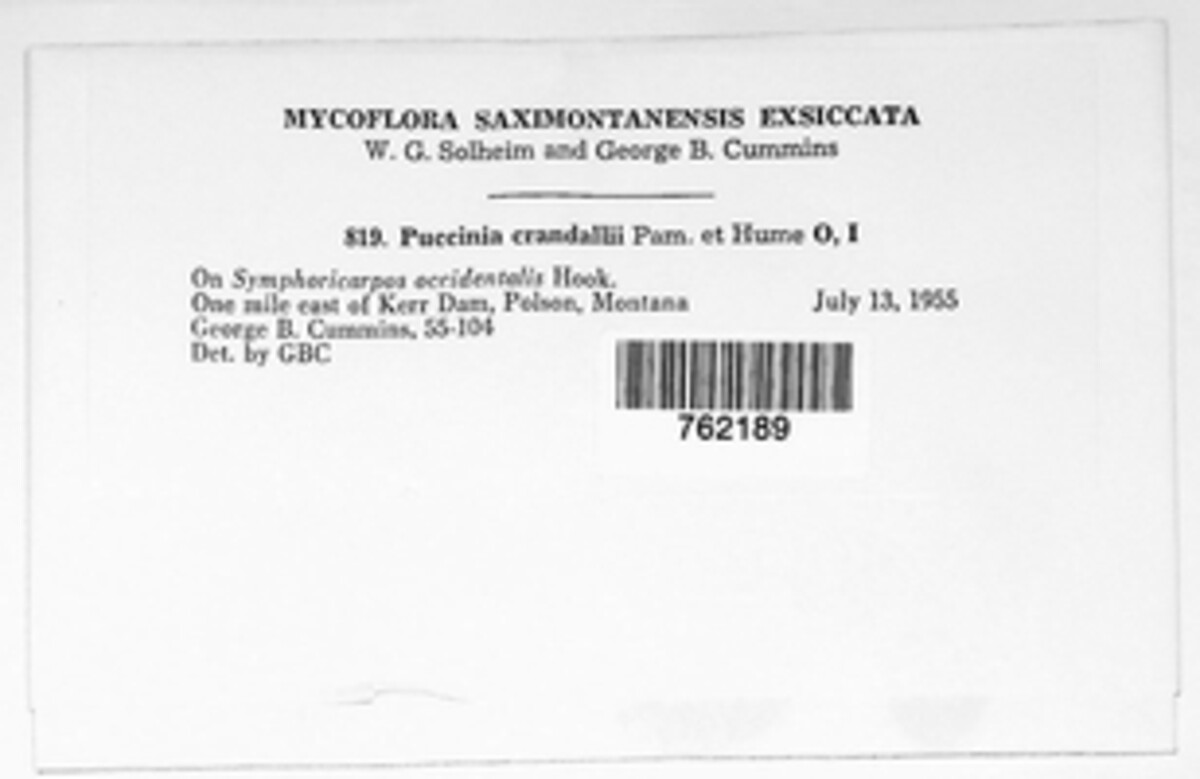 MYCOFLORA SAXIMONTANENSIS EXSICCATA
W. G. Solheim and George B. Cummins
819. Puccinia crandallii Pam. et Hume O, I
On Symphoricarpos occidentalis Hook.
One mile east of Kerr Dam, Polson, Montana July 13, 1955
George B. Cummins, 55-104
Det. by GBC
762189